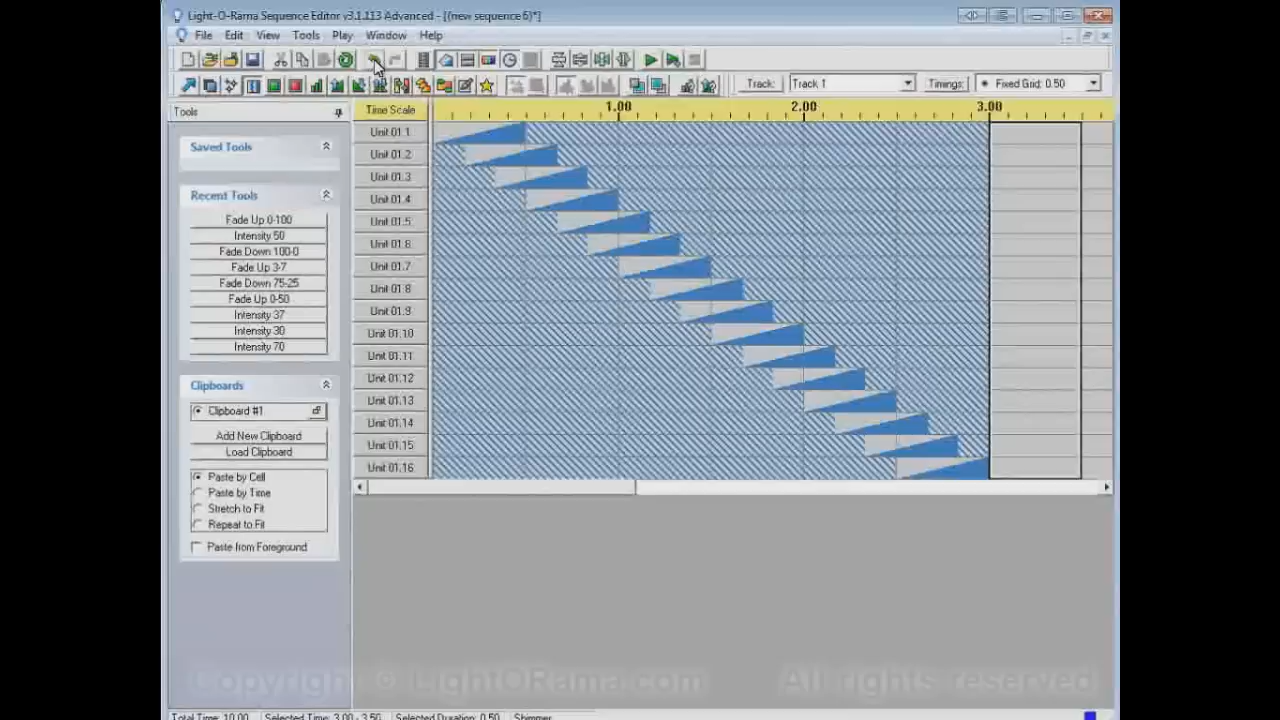 Light-O-Rama Sequence Editor v3.1.113 Advanced - [(new sequence 6)*]
File Edit View Tools Play Window Help
Track: Track 1 Timings: Fixed Grid: 0.50
Tools
Time Scale 1.00 2.00 3.00
Saved Tools
Recent Tools
Fade Up 0-100
Intensity 50
Fade Down 100-0
Fade Up 3-7
Fade Down 75-25
Fade Up 0-50
Intensity 37
Intensity 30
Intensity 70
Clipboards
Clipboard #1
Add New Clipboard
Load Clipboard
Paste by Cell
Paste by Time
Stretch to Fit
Repeat to Fit
Paste from Foreground
Unit 01.1
Unit 01.2
Unit 01.3
Unit 01.4
Unit 01.5
Unit 01.6
Unit 01.7
Unit 01.8
Unit 01.9
Unit 01.10
Unit 01.11
Unit 01.12
Unit 01.13
Unit 01.14
Unit 01.15
Unit 01.16
Copyright © LightORama.com All rights reserved
Total Time: 10.00 Selected Time: 3.00 - 3.50 Selected Duration: 0.50 Shimmer